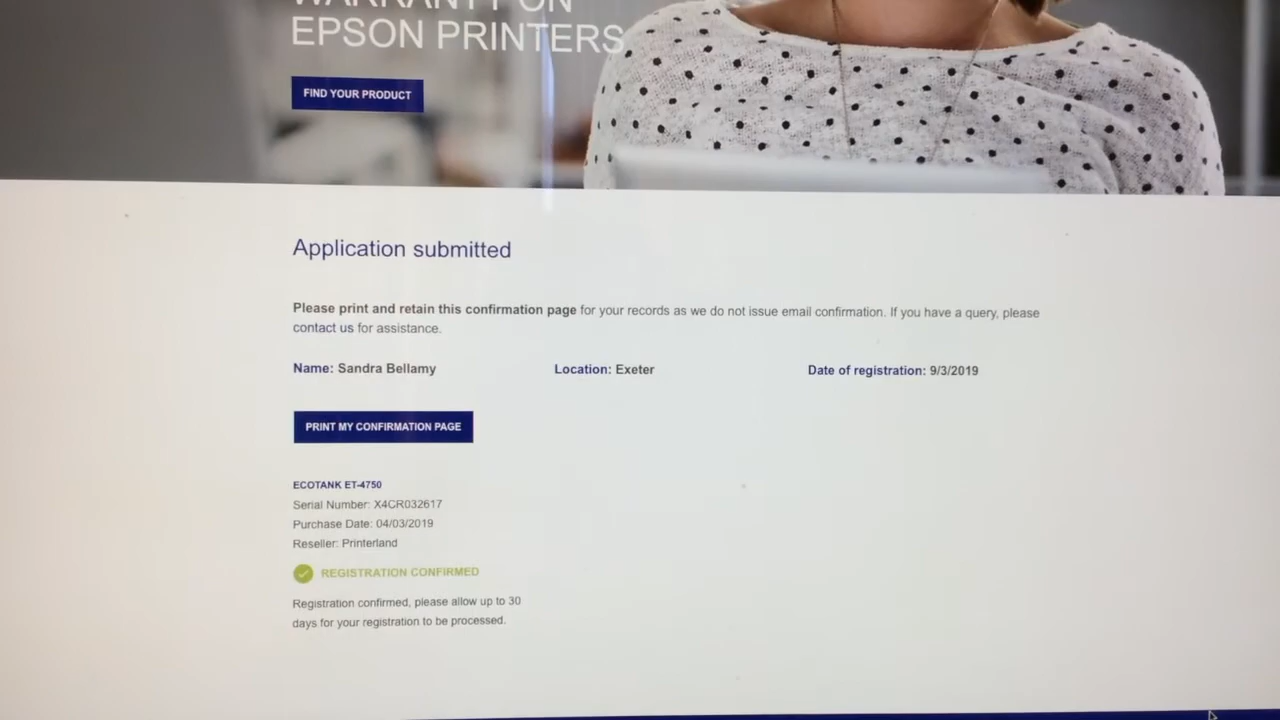 WARRANTY ON
EPSON PRINTERS
FIND YOUR PRODUCT
Application submitted
Please print and retain this confirmation page for your records as we do not issue email confirmation. If you have a query, please
contact us for assistance.
Name: Sandra Bellamy
Location: Exeter
Date of registration: 9/3/2019
PRINT MY CONFIRMATION PAGE
ECOTANK ET-4750
Serial Number: X4CR032617
Purchase Date: 04/03/2019
Reseller: Printerland
REGISTRATION CONFIRMED
Registration confirmed, please allow up to 30
days for your registration to be processed.